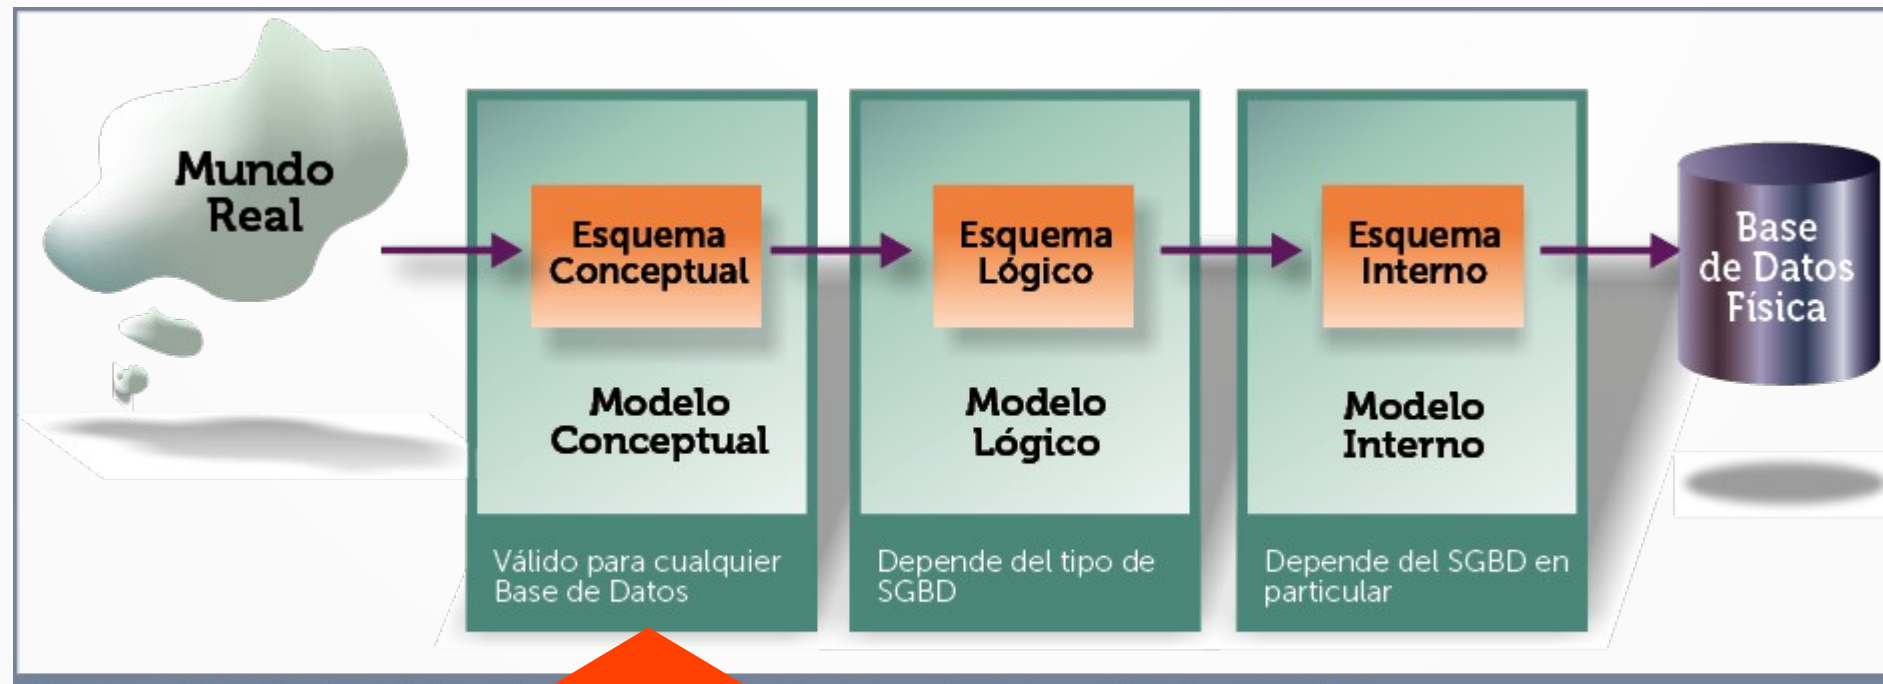 Mundo
Real
Esquema
Conceptual
Modelo
Conceptual
Válido para cualquier
Base de Datos
Esquema
Lógico
Modelo
Lógico
Depende del tipo de
SGBD
Esquema
Interno
Modelo
Interno
Depende del SGBD en
particular
Base
de Datos
Física